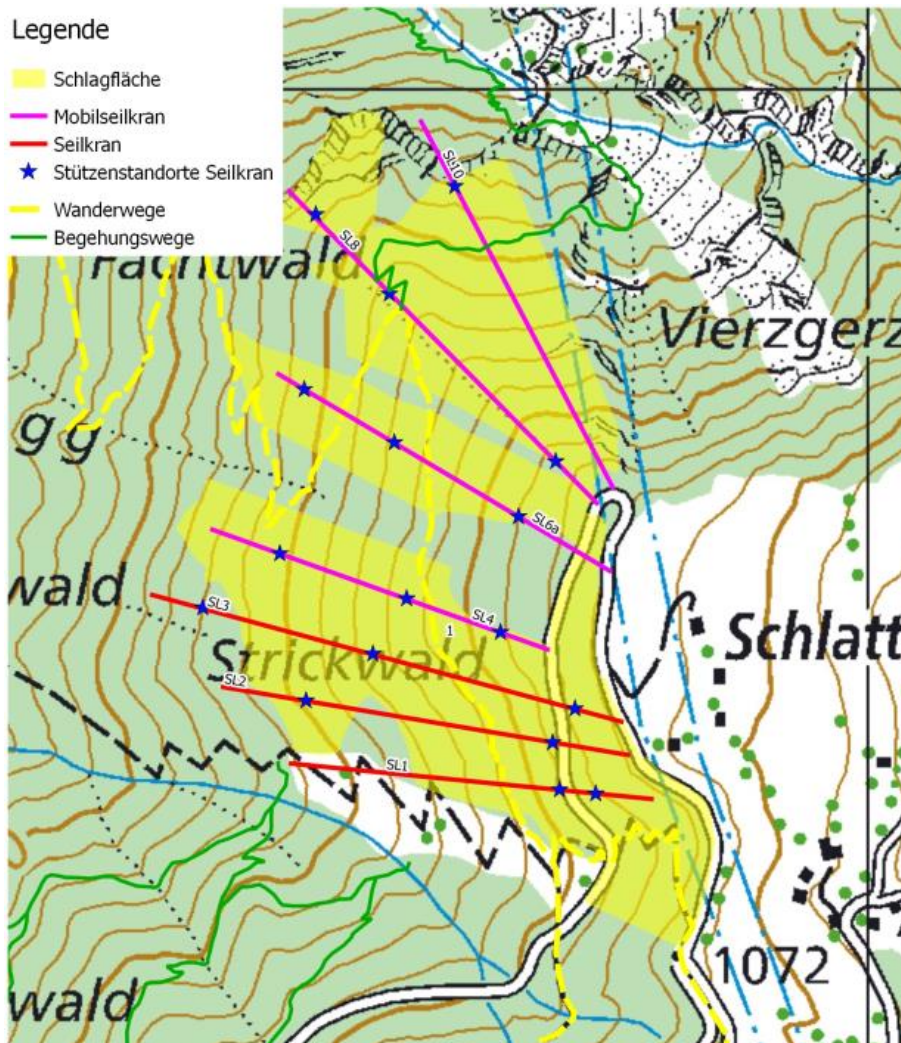 Legende
Schlagfläche
Mobilseilkran
Seilkran
Stützenstandorte Seilkran
Wanderwege
Begehungswege
SL10
SL8
Fachtwald
Vierzgerz
gg
SL6a
wald
SL3
SL4
1
Strickwald
Schlatt
SL2
SL1
1072
wald